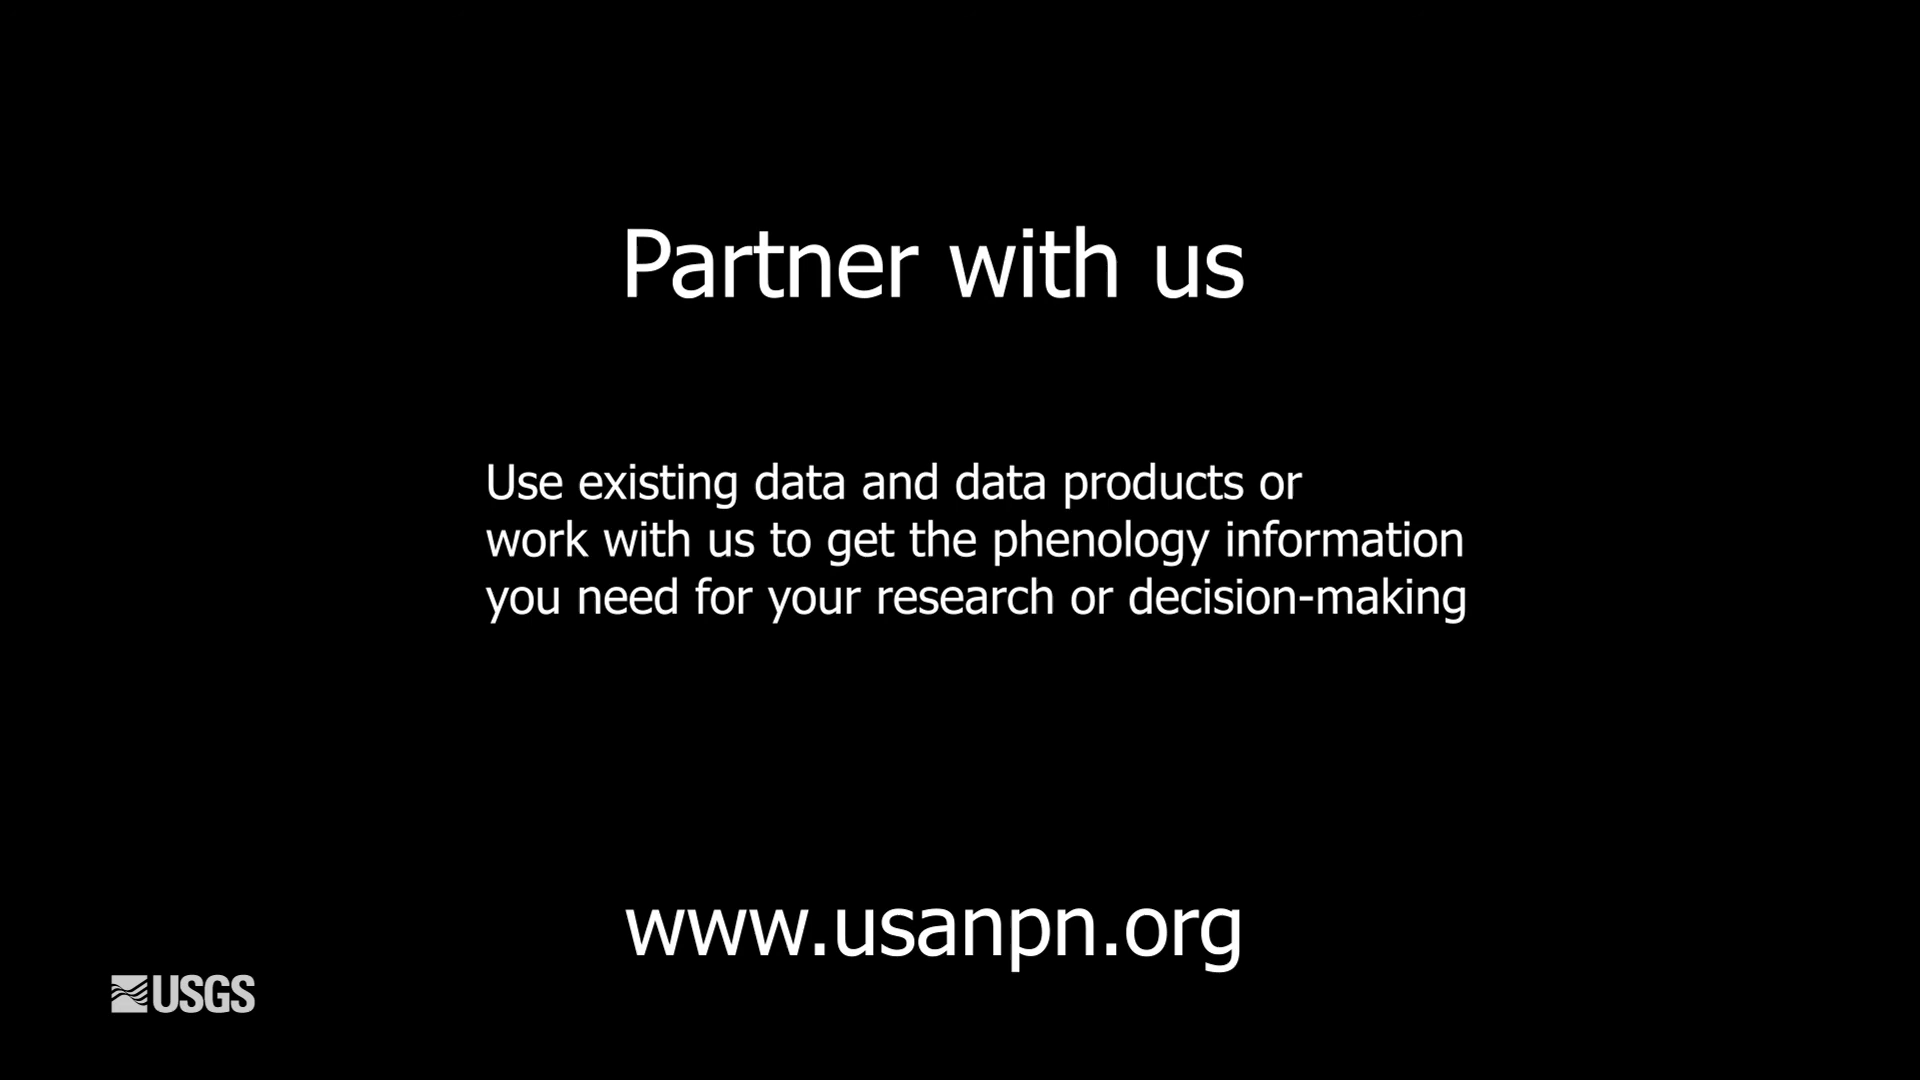 Partner with us
Use existing data and data products or
work with us to get the phenology information
you need for your research or decision-making
www.usanpn.org
USGS